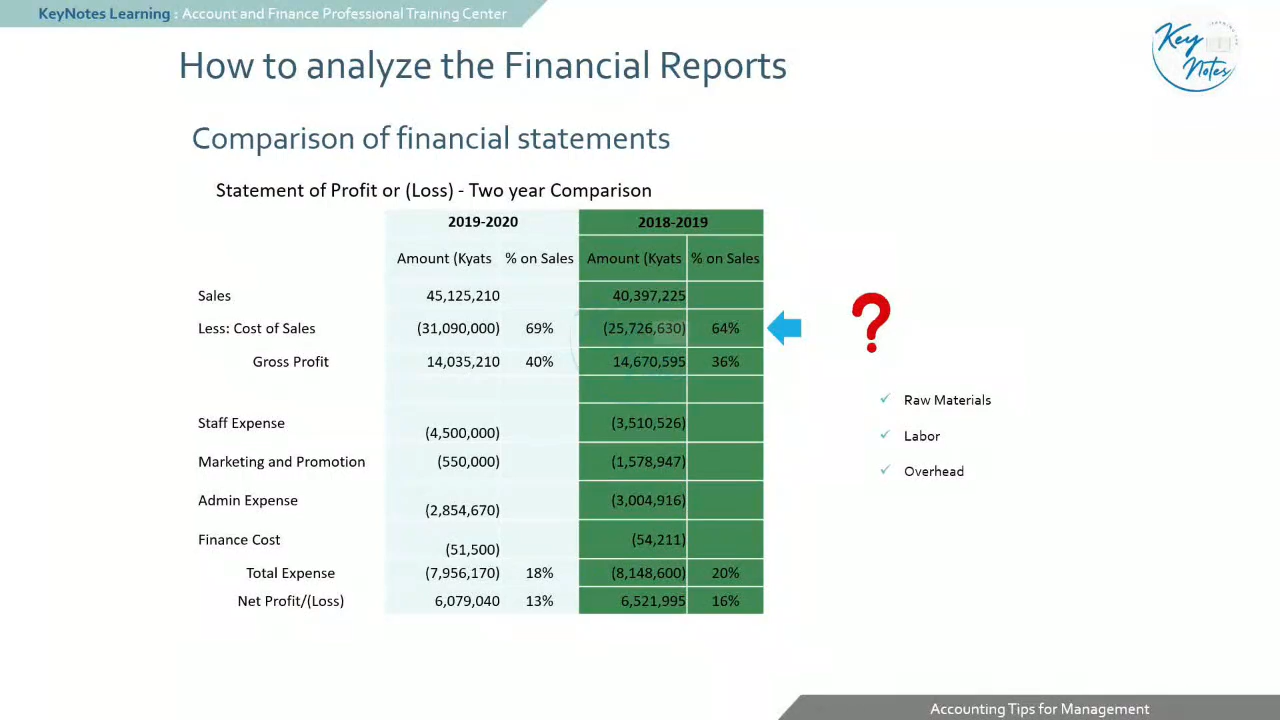 KeyNotes Learning : Account and Finance Professional Training Center
Key Notes
How to analyze the Financial Reports
Comparison of financial statements
Statement of Profit or (Loss) - Two year Comparison
2019-2020 2018-2019
Amount (Kyats % on Sales Amount (Kyats % on Sales
Sales 45,125,210 40,397,225
Less: Cost of Sales (31,090,000) 69% (25,726,630) 64%
?
Gross Profit 14,035,210 40% 14,670,595 36%
Staff Expense (4,500,000) (3,510,526)
Marketing and Promotion (550,000) (1,578,947)
Admin Expense (2,854,670) (3,004,916)
Finance Cost (51,500) (54,211)
Total Expense (7,956,170) 18% (8,148,600) 20%
Net Profit/(Loss) 6,079,040 13% 6,521,995 16%
Raw Materials
Labor
Overhead
Accounting Tips for Management